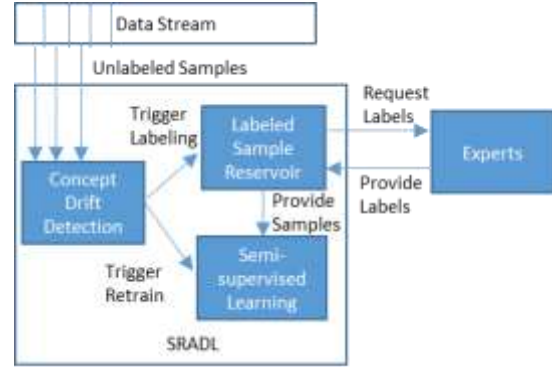 Data Stream
Unlabeled Samples
Trigger
Labeling
Labeled
Sample
Reservoir
Request
Labels
Experts
Provide
Labels
Concept
Drift
Detection
Provide
Samples
Trigger
Retrain
Semi-
supervised
Learning
SRADL